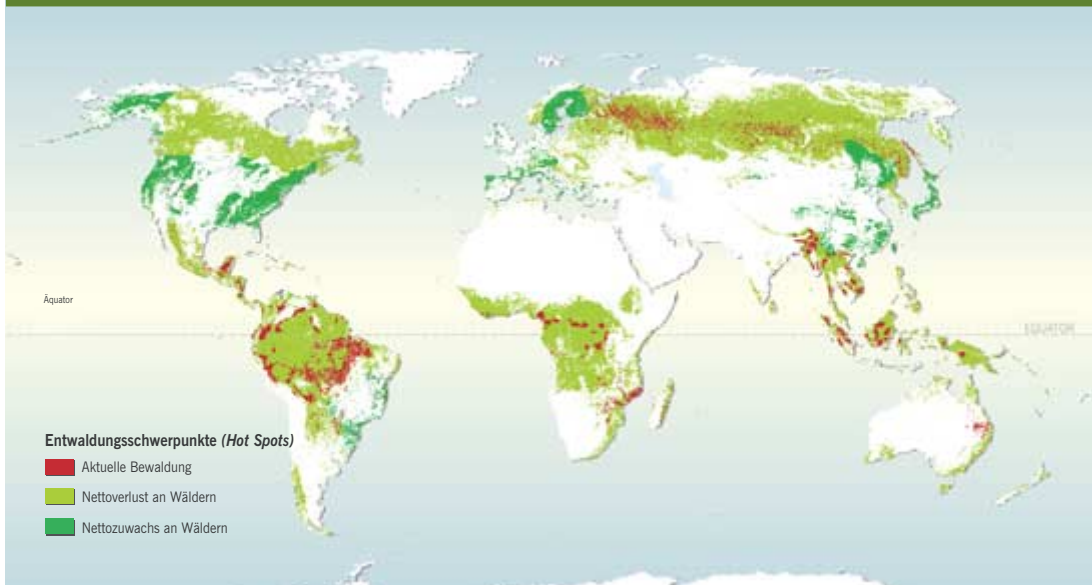 Äquator
EQUATOR
Entwaldungsschwerpunkte (Hot Spots)
Aktuelle Bewaldung
Nettoverlust an Wäldern
Nettozuwachs an Wäldern